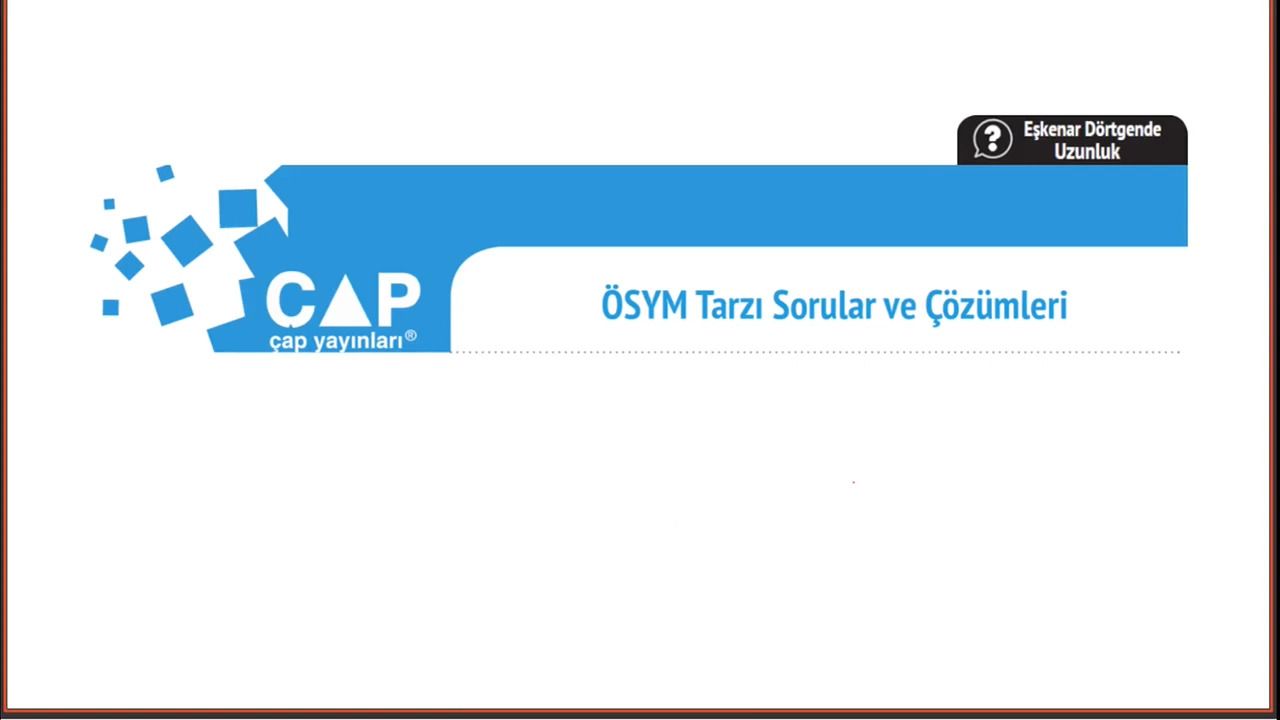 Eşkenar Dörtgende
Uzunluk
ÇAP
çap yayınları®
ÖSYM Tarzı Sorular ve Çözümleri